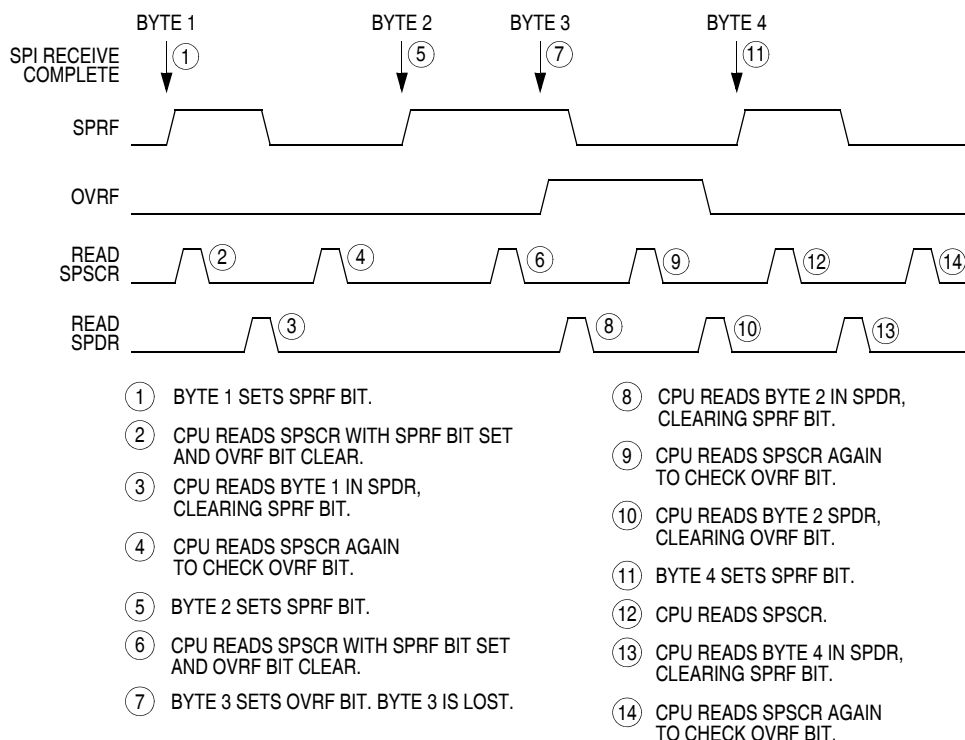 BYTE 1 BYTE 2 BYTE 3 BYTE 4
SPI RECEIVE
COMPLETE
1 5 7 11
SPRF
OVRF
READ
SPSCR
2 4 6 9 12 14
READ
SPDR
3 8 10 13
1 BYTE 1 SETS SPRF BIT.
2 CPU READS SPSCR WITH SPRF BIT SET
AND OVRF BIT CLEAR.
3 CPU READS BYTE 1 IN SPDR,
CLEARING SPRF BIT.
4 CPU READS SPSCR AGAIN
TO CHECK OVRF BIT.
5 BYTE 2 SETS SPRF BIT.
6 CPU READS SPSCR WITH SPRF BIT SET
AND OVRF BIT CLEAR.
7 BYTE 3 SETS OVRF BIT. BYTE 3 IS LOST.
8 CPU READS BYTE 2 IN SPDR,
CLEARING SPRF BIT.
9 CPU READS SPSCR AGAIN
TO CHECK OVRF BIT.
10 CPU READS BYTE 2 SPDR,
CLEARING OVRF BIT.
11 BYTE 4 SETS SPRF BIT.
12 CPU READS SPSCR.
13 CPU READS BYTE 4 IN SPDR,
CLEARING SPRF BIT.
14 CPU READS SPSCR AGAIN
TO CHECK OVRF BIT.